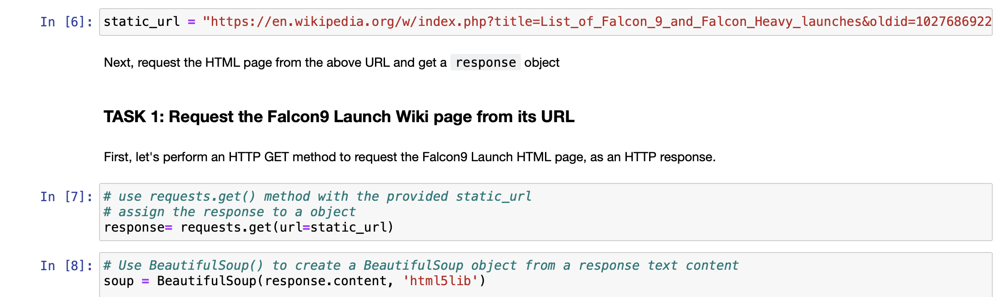 In [6]: static_url = "https://en.wikipedia.org/w/index.php?title=List_of_Falcon_9_and_Falcon_Heavy_launches&oldid=1027686922
Next, request the HTML page from the above URL and get a response object
TASK 1: Request the Falcon9 Launch Wiki page from its URL
First, let's perform an HTTP GET method to request the Falcon9 Launch HTML page, as an HTTP response.
In [7]: # use requests.get() method with the provided static_url
# assign the response to a object
response= requests.get(url=static_url)
In [8]: # Use BeautifulSoup() to create a BeautifulSoup object from a response text content
soup = BeautifulSoup(response.content, 'html5lib')